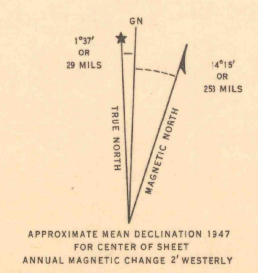 GN
1°37'
OR
29 MILS
14°15'
OR
253 MILS
TRUE NORTH
MAGNETIC NORTH
APPROXIMATE MEAN DECLINATION 1947
FOR CENTER OF SHEET
ANNUAL MAGNETIC CHANGE 2' WESTERLY